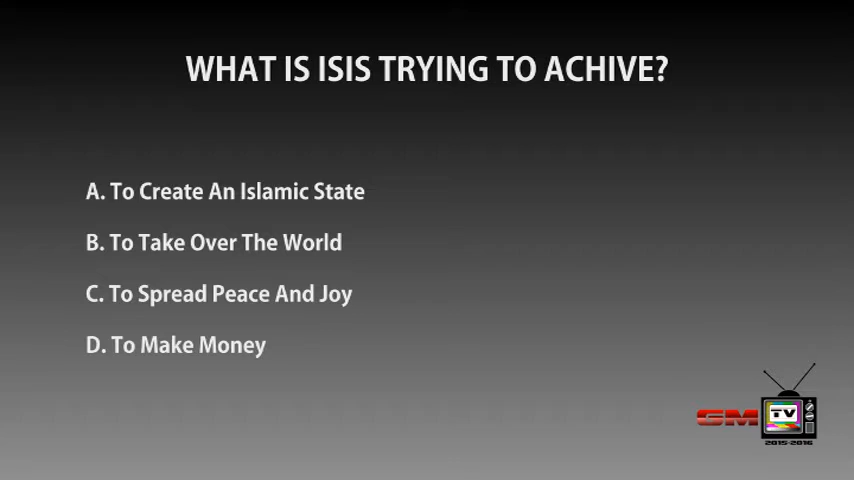 WHAT IS ISIS TRYING TO ACHIVE?
A. To Create An Islamic State
B. To Take Over The World
C. To Spread Peace And Joy
D. To Make Money
GM TV
2015-2016